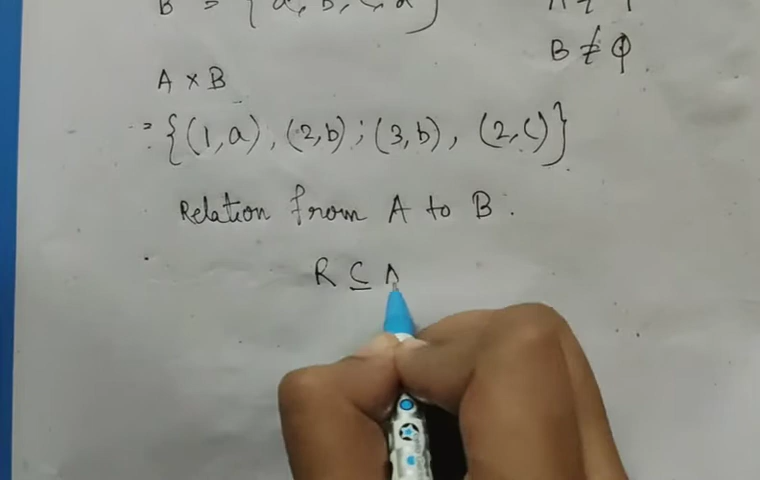 B = {a, b, c, d}
B ≠ Φ
A × B
= {(1, a), (2, b); (3, b), (2, c)}
Relation from A to B.
R ⊆ A